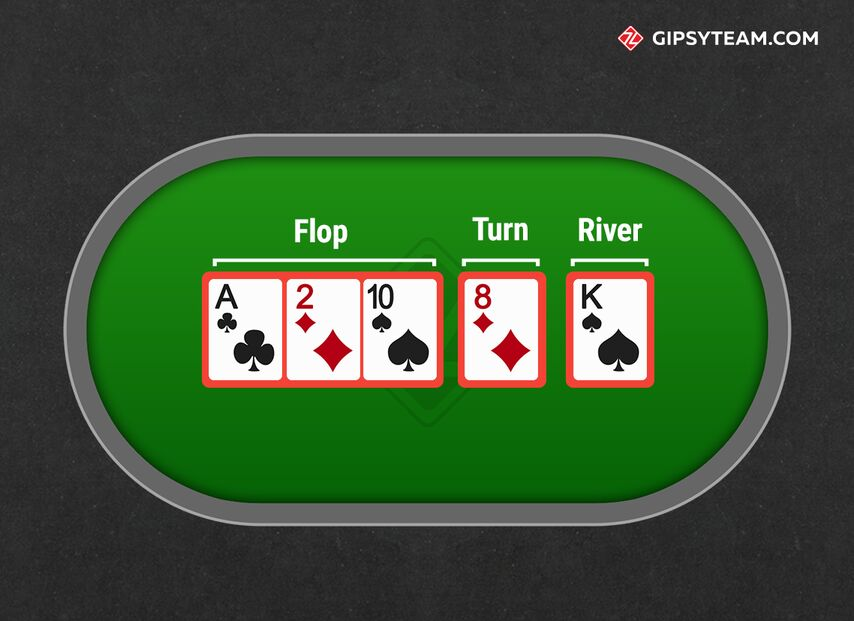 GIPSYTEAM.COM
Flop
Turn
River
A
2
10
8
K